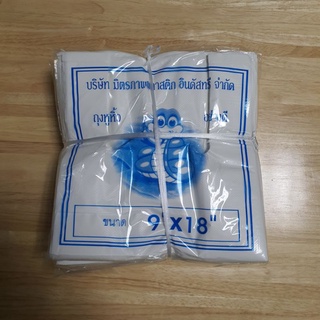 บริษัท มิตรภาพพลาสติก อินดัสทรี่ จำกัด
ถุงหูหิ้ว
ขนาด 9"x18"